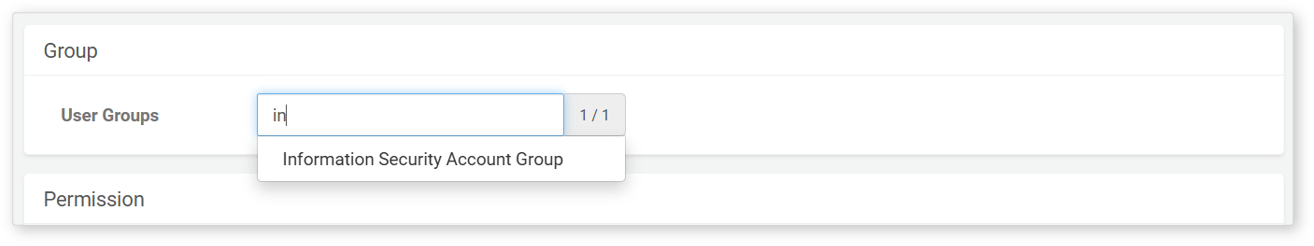 Group
User Groups in 1 / 1
Information Security Account Group
Permission